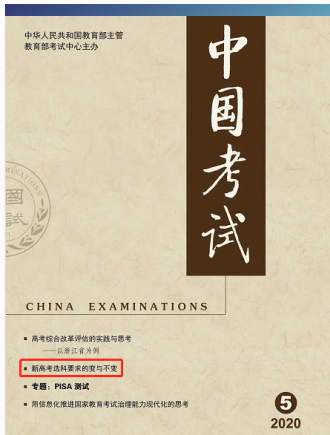 中华人民共和国教育部主管
教育部考试中心主办
中国考试
CHINA EXAMINATIONS
高考综合改革评估的实践与思考
——以浙江省为例
新高考选科要求的变与不变
专题：PISA 测试
用信息化推进国家教育考试治理能力现代化的思考
5
2020